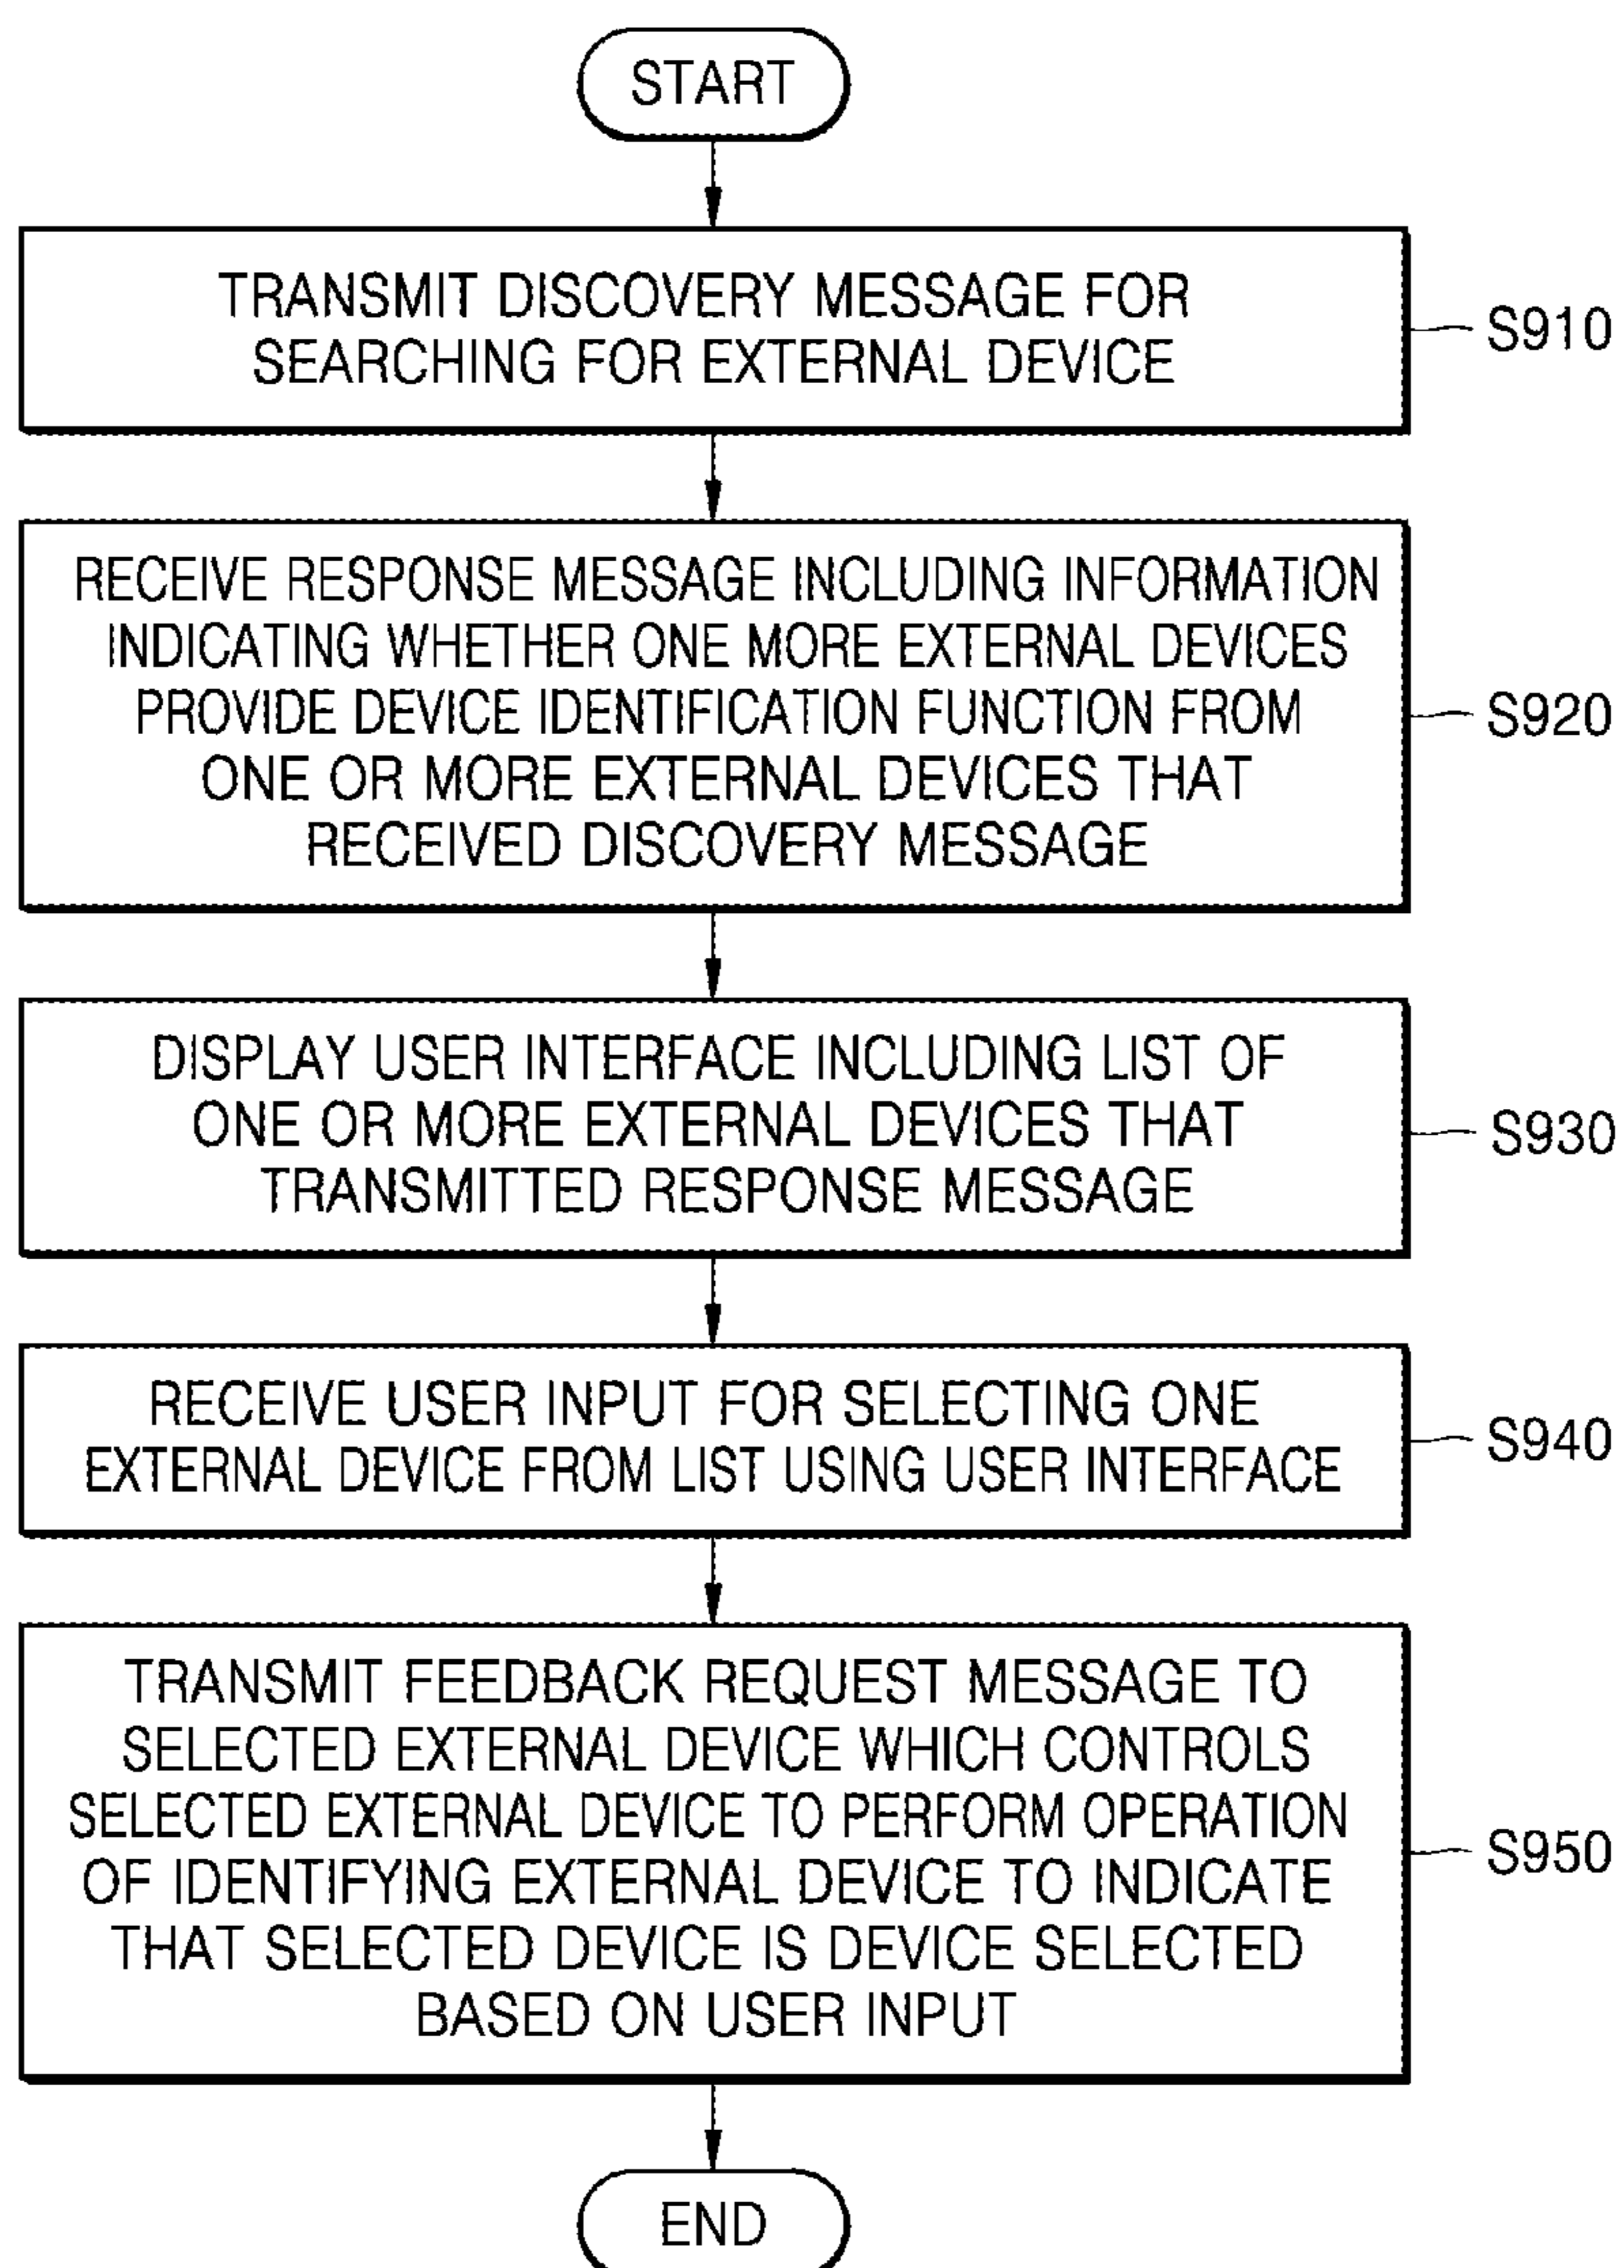 START
TRANSMIT DISCOVERY MESSAGE FOR
SEARCHING FOR EXTERNAL DEVICE
S910
RECEIVE RESPONSE MESSAGE INCLUDING INFORMATION
INDICATING WHETHER ONE MORE EXTERNAL DEVICES
PROVIDE DEVICE IDENTIFICATION FUNCTION FROM
ONE OR MORE EXTERNAL DEVICES THAT
RECEIVED DISCOVERY MESSAGE
S920
DISPLAY USER INTERFACE INCLUDING LIST OF
ONE OR MORE EXTERNAL DEVICES THAT
TRANSMITTED RESPONSE MESSAGE
S930
RECEIVE USER INPUT FOR SELECTING ONE
EXTERNAL DEVICE FROM LIST USING USER INTERFACE
S940
TRANSMIT FEEDBACK REQUEST MESSAGE TO
SELECTED EXTERNAL DEVICE WHICH CONTROLS
SELECTED EXTERNAL DEVICE TO PERFORM OPERATION
OF IDENTIFYING EXTERNAL DEVICE TO INDICATE
THAT SELECTED DEVICE IS DEVICE SELECTED
BASED ON USER INPUT
S950
END